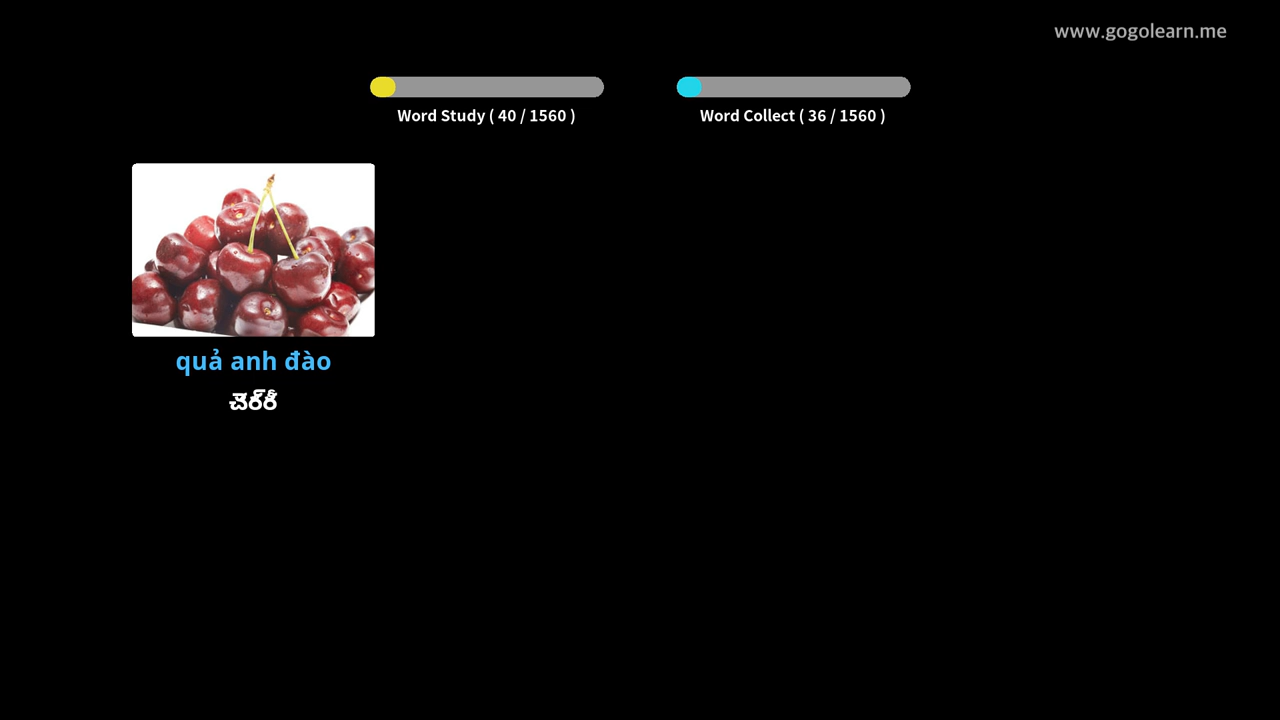 www.gogolearn.me
Word Study ( 40 / 1560 )
Word Collect ( 36 / 1560 )
quả anh đào
చెర్రీ